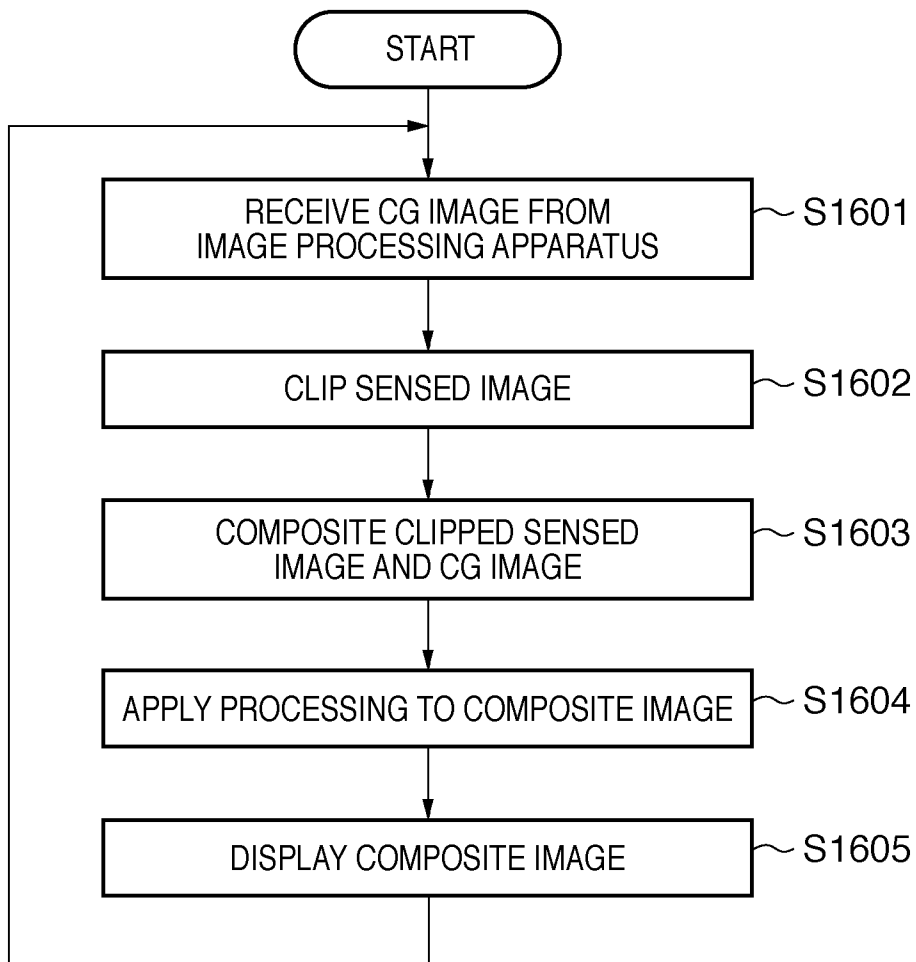 START
RECEIVE CG IMAGE FROM
IMAGE PROCESSING APPARATUS
S1601
CLIP SENSED IMAGE
S1602
COMPOSITE CLIPPED SENSED
IMAGE AND CG IMAGE
S1603
APPLY PROCESSING TO COMPOSITE IMAGE
S1604
DISPLAY COMPOSITE IMAGE
S1605